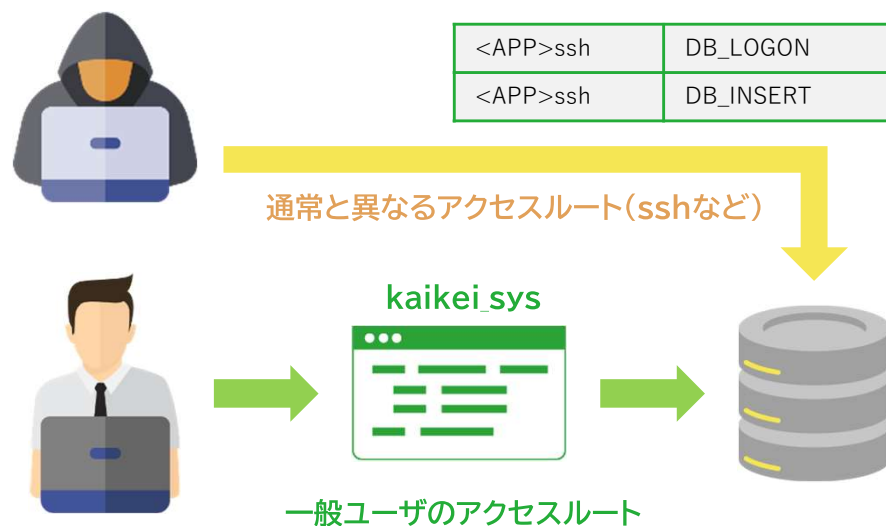 <APP>ssh DB_LOGON
<APP>ssh DB_INSERT
通常と異なるアクセスルート(sshなど)
kaikei_sys
一般ユーザのアクセスルート